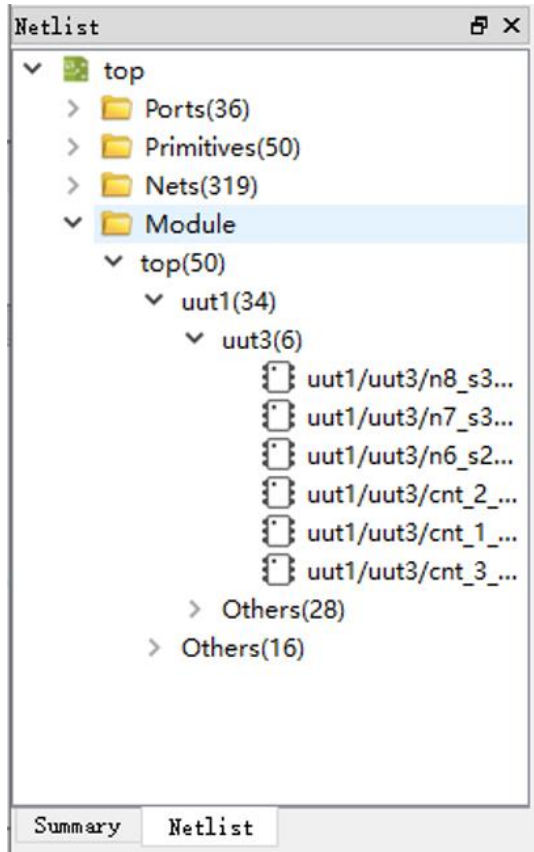 Netlist
top
Ports(36)
Primitives(50)
Nets(319)
Module
top(50)
uut1(34)
uut3(6)
uut1/uut3/n8_s3...
uut1/uut3/n7_s3...
uut1/uut3/n6_s2...
uut1/uut3/cnt_2_...
uut1/uut3/cnt_1_...
uut1/uut3/cnt_3_...
Others(28)
Others(16)
Summary Netlist